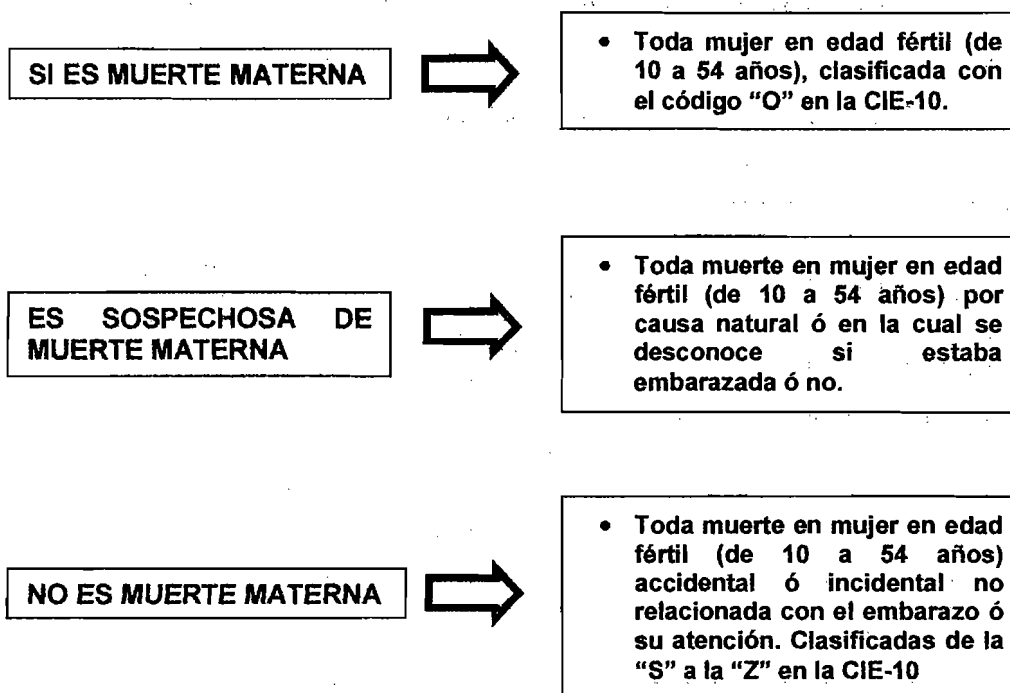 SI ES MUERTE MATERNA
• Toda mujer en edad fértil (de
10 a 54 años), clasificada con
el código “O” en la CIE-10.
ES SOSPECHOSA DE
MUERTE MATERNA
• Toda muerte en mujer en edad
fértil (de 10 a 54 años) por
causa natural ó en la cual se
desconoce si estaba
embarazada ó no.
NO ES MUERTE MATERNA
• Toda muerte en mujer en edad
fértil (de 10 a 54 años)
accidental ó incidental no
relacionada con el embarazo ó
su atención. Clasificadas de la
“S” a la “Z” en la CIE-10